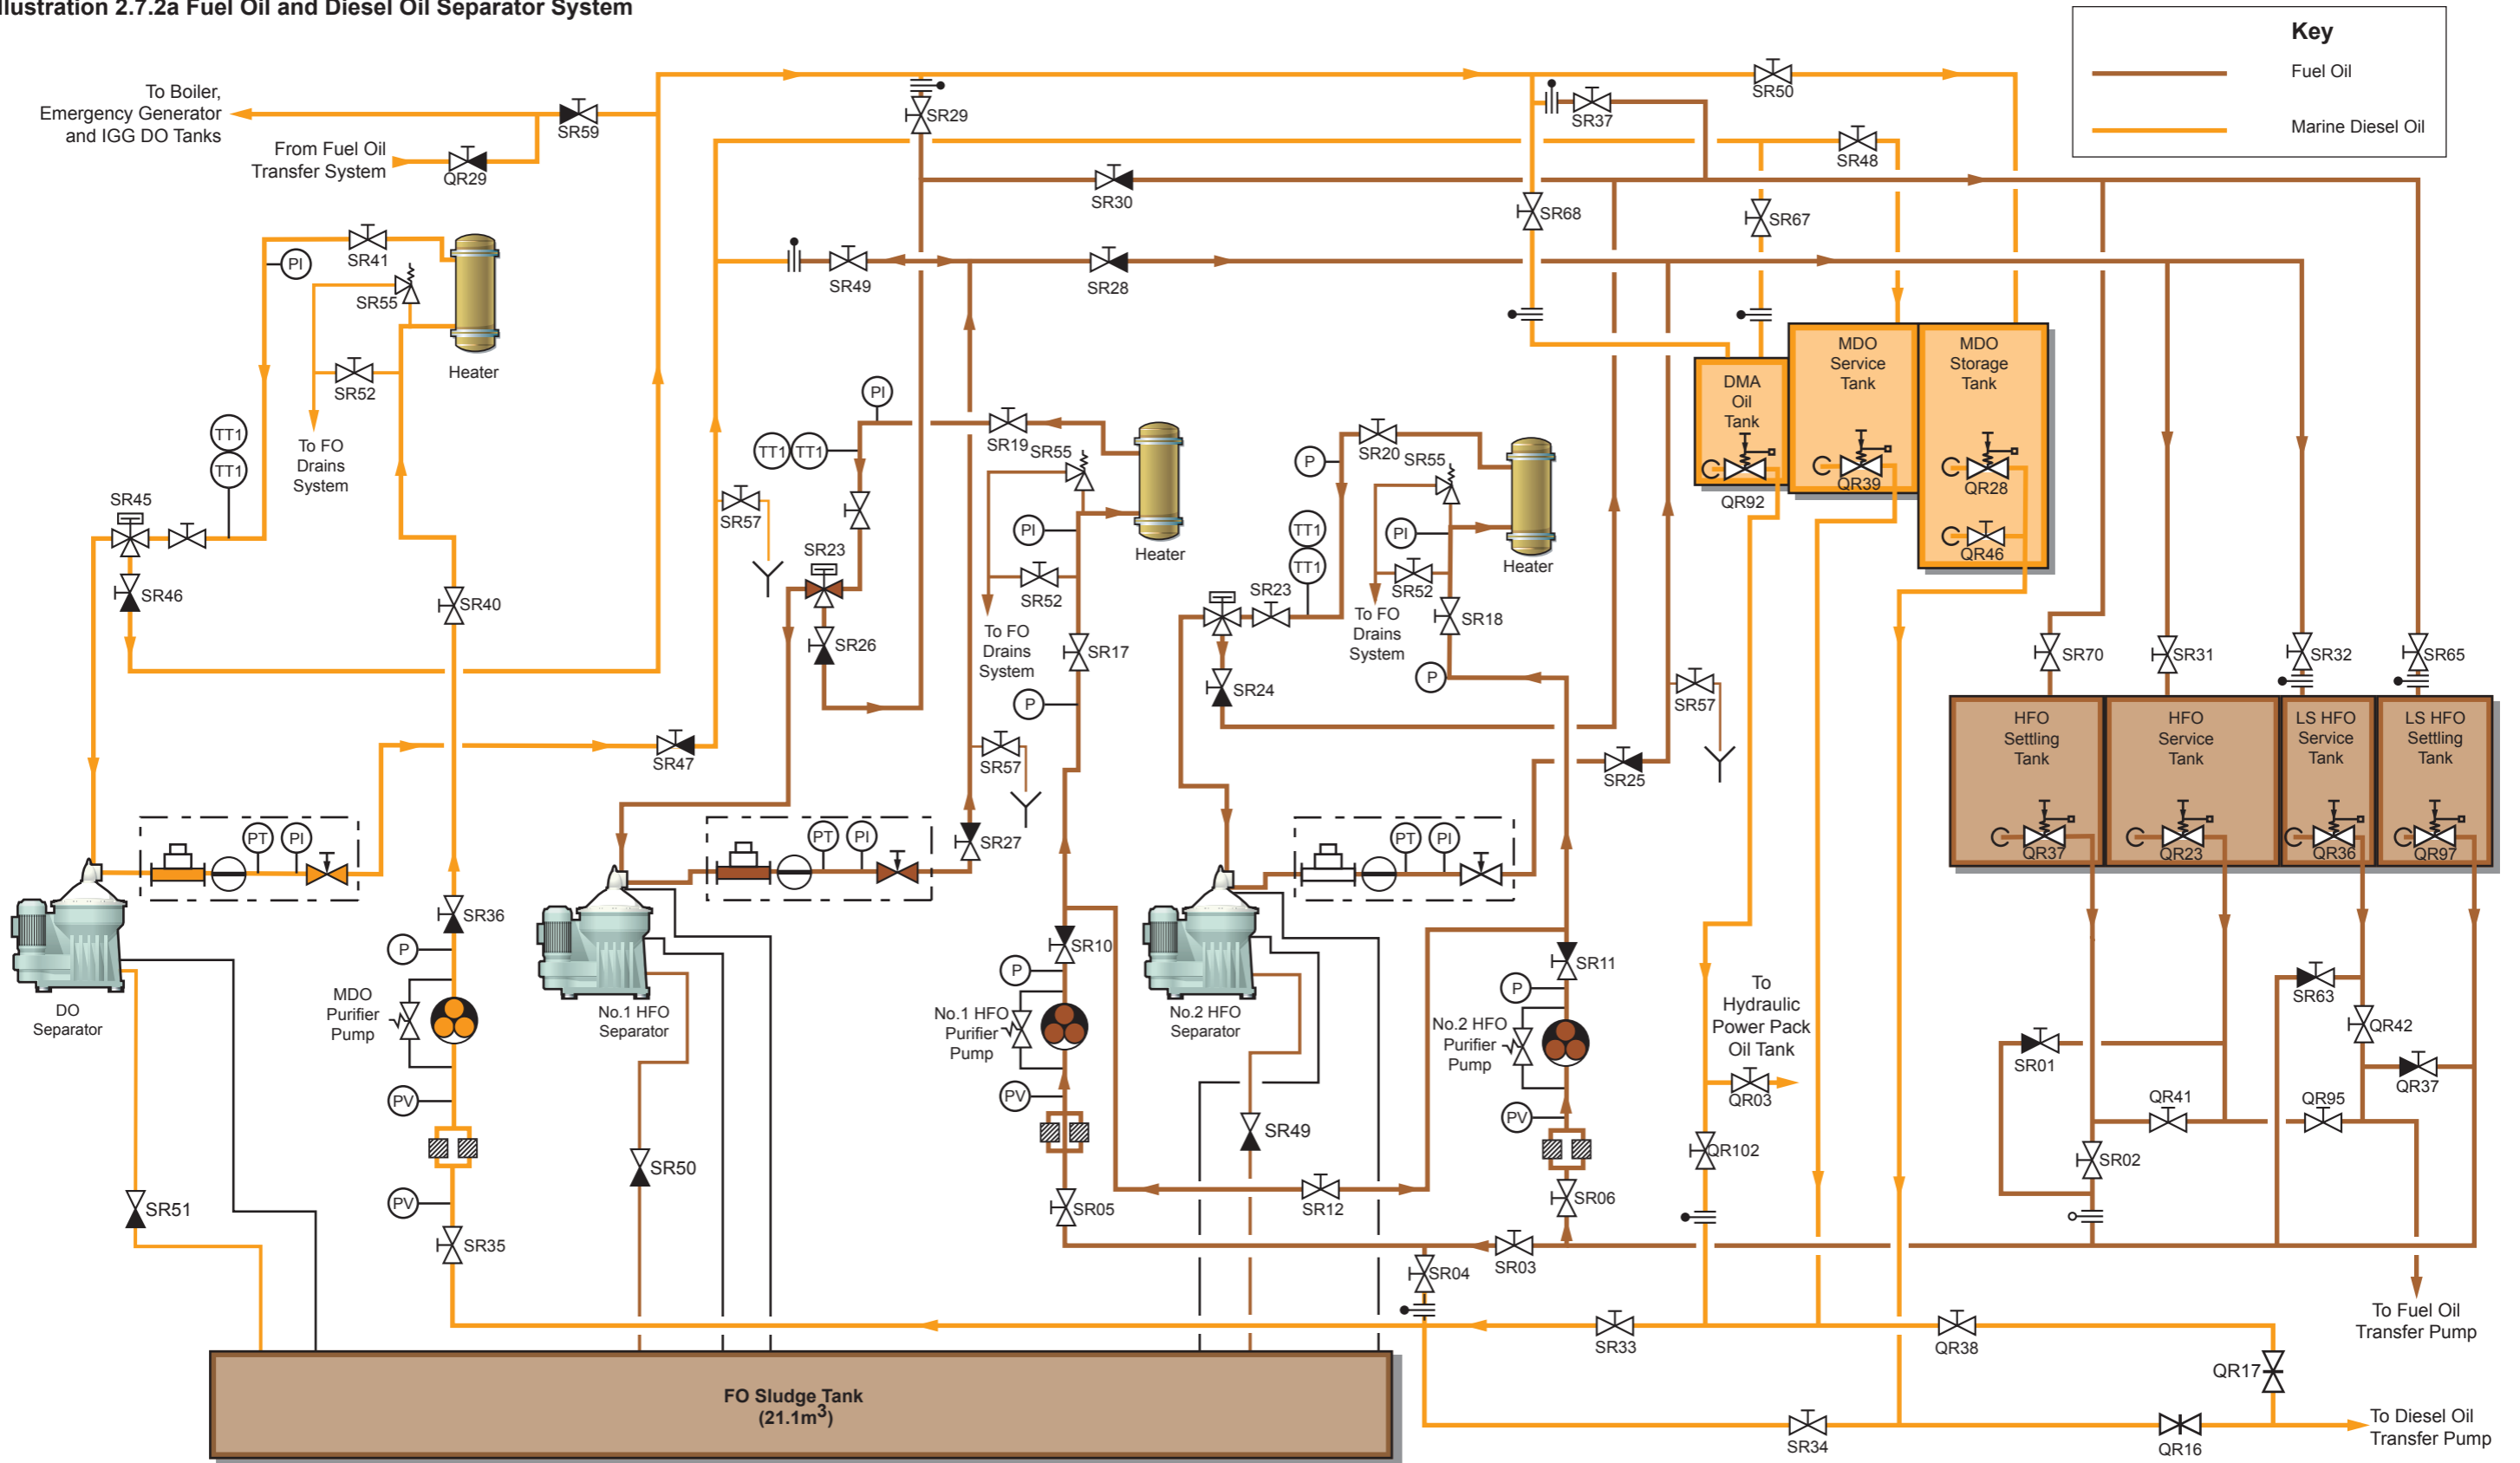 Illustration 2.7.2a Fuel Oil and Diesel Oil Separator System
Key
Fuel Oil
Marine Diesel Oil
To Boiler,
Emergency Generator
and IGG DO Tanks
SR59
From Fuel Oil
Transfer System
QR29
SR29
SR37
SR50
SR48
SR30
SR68
SR67
SR49
SR28
SR41
PI
SR55
SR52
Heater
To FO
Drains
System
TT1
TT1
SR45
SR46
SR40
PI
TT1
TT1
SR57
SR23
SR26
SR19
SR55
PI
SR52
Heater
To FO
Drains
System
SR17
P
SR57
SR27
P
SR20
SR55
TT1
TT1
PI
SR52
Heater
SR23
To FO
Drains
System
SR18
P
SR24
SR57
SR25
DMA
Oil
Tank
QR92
MDO
Service
Tank
QR39
MDO
Storage
Tank
QR28
QR46
SR70
SR31
SR32
SR65
HFO
Settling
Tank
QR37
HFO
Service
Tank
QR23
LS HFO
Service
Tank
QR36
LS HFO
Settling
Tank
QR97
SR47
PT
PI
PT
PI
PT
PI
DO
Separator
SR36
P
MDO
Purifier
Pump
PV
PV
SR35
SR51
No.1 HFO
Separator
SR50
SR10
P
No.1 HFO
Purifier
Pump
PV
SR05
No.2 HFO
Separator
SR49
SR12
SR11
P
No.2 HFO
Purifier
Pump
PV
SR06
SR03
SR04
To
Hydraulic
Power Pack
Oil Tank
QR03
QR102
SR01
SR02
QR41
QR95
SR63
QR42
QR37
To Fuel Oil
Transfer Pump
SR33
QR38
QR17
SR34
QR16
To Diesel Oil
Transfer Pump
FO Sludge Tank
(21.1m3)